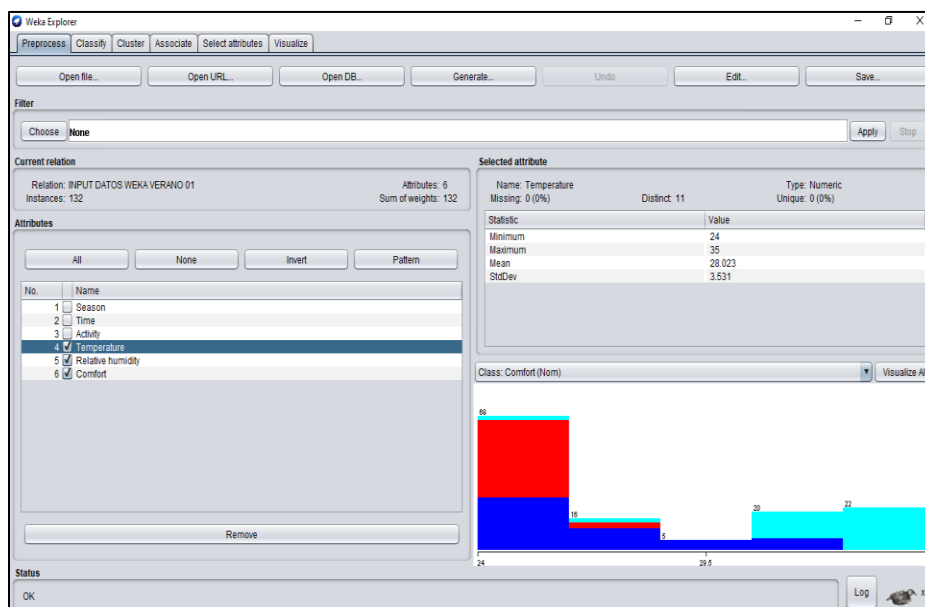 Weka Explorer
Preprocess Classify Cluster Associate Select attributes Visualize
Open file... Open URL... Open DB... Generate... Undo Edit... Save...
Filter
Choose None Apply Stop
Current relation
Relation: INPUT DATOS WEKA VERANO 01 Attributes: 6
Instances: 132 Sum of weights: 132
Attributes
All None Invert Pattern
No. Name
1 Season
2 Time
3 Activity
4 Temperature
5 Relative humidity
6 Comfort
Remove
Selected attribute
Name: Temperature Type: Numeric
Missing: 0 (0%) Distinct: 11 Unique: 0 (0%)
Statistic Value
Minimum 24
Maximum 35
Mean 28.023
StdDev 3.531
Class: Comfort (Nom) Visualize Al
69
16
5
20
22
24 29.5
Status
OK Log x